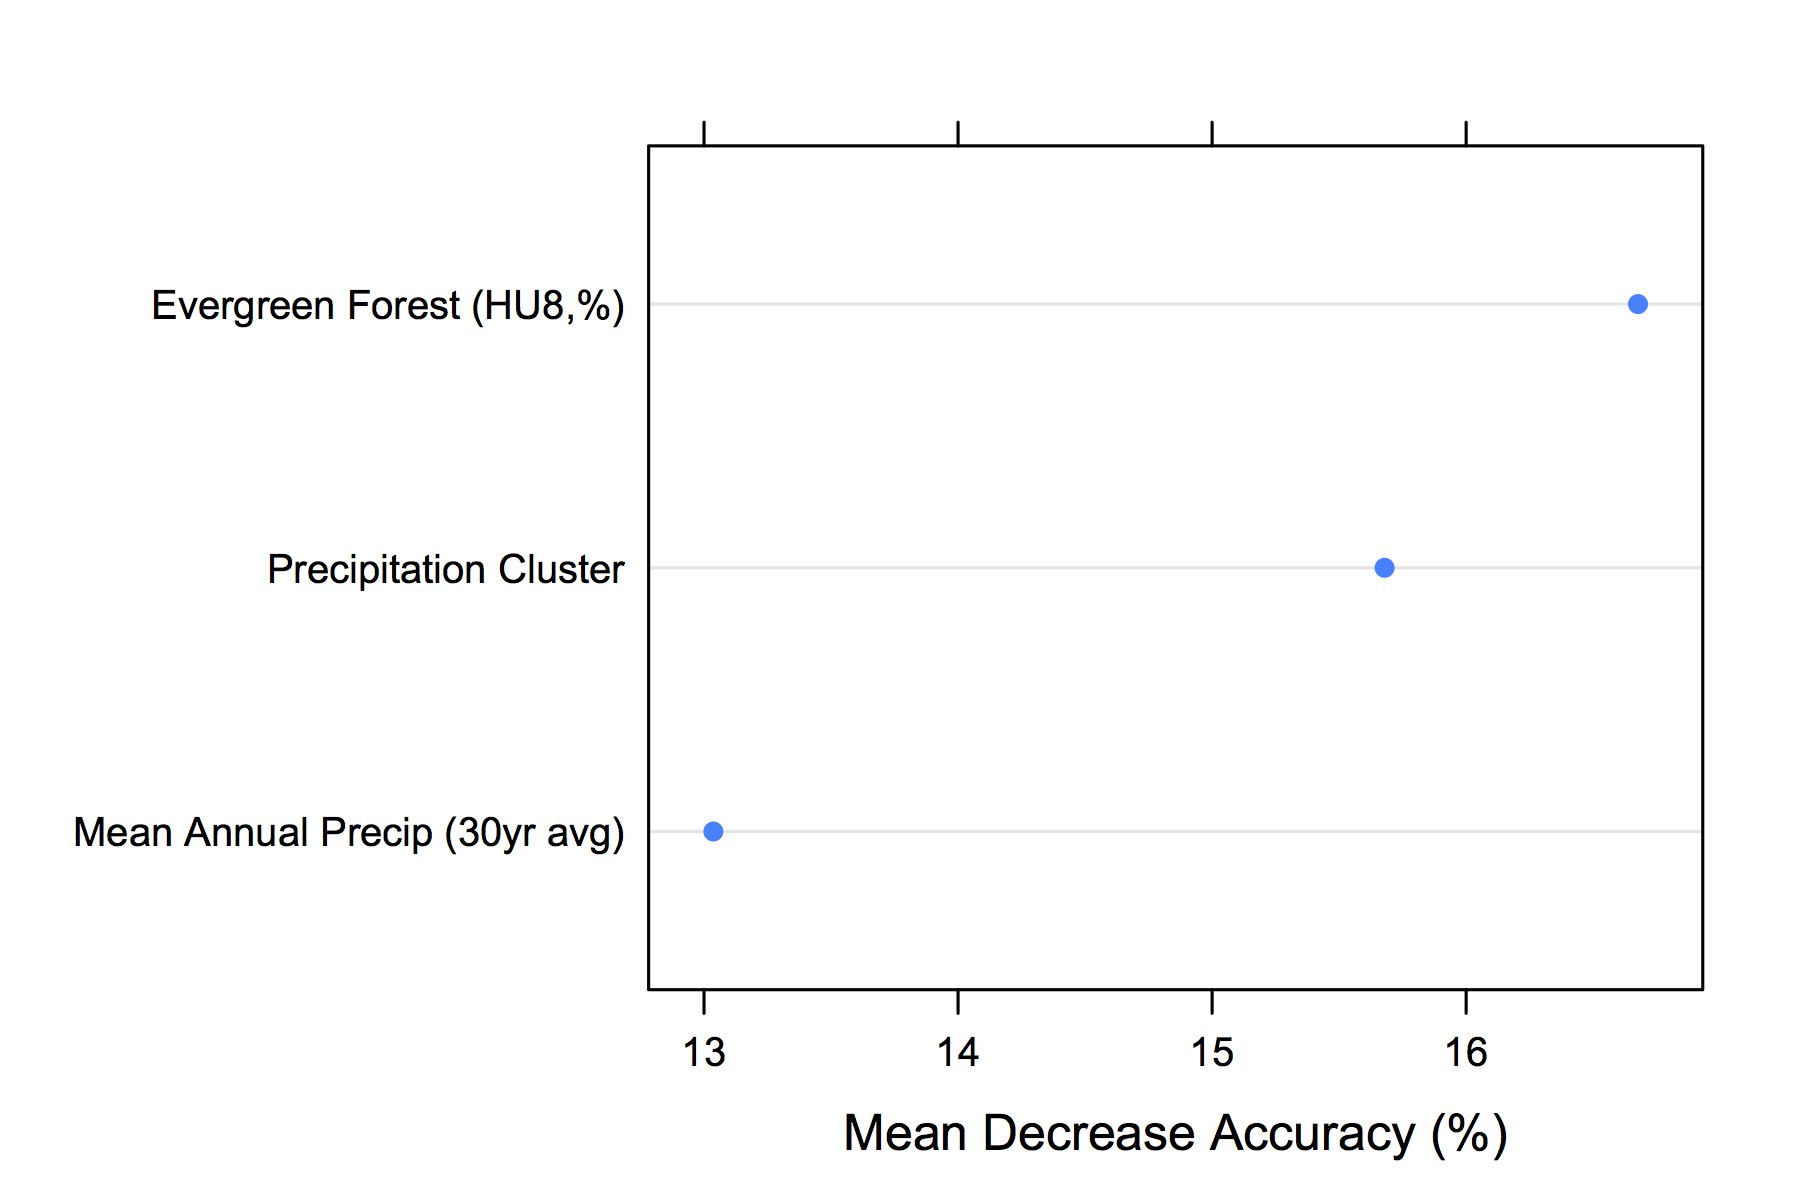 Evergreen Forest (HU8,%)
Precipitation Cluster
Mean Annual Precip (30yr avg)
13 14 15 16
Mean Decrease Accuracy (%)